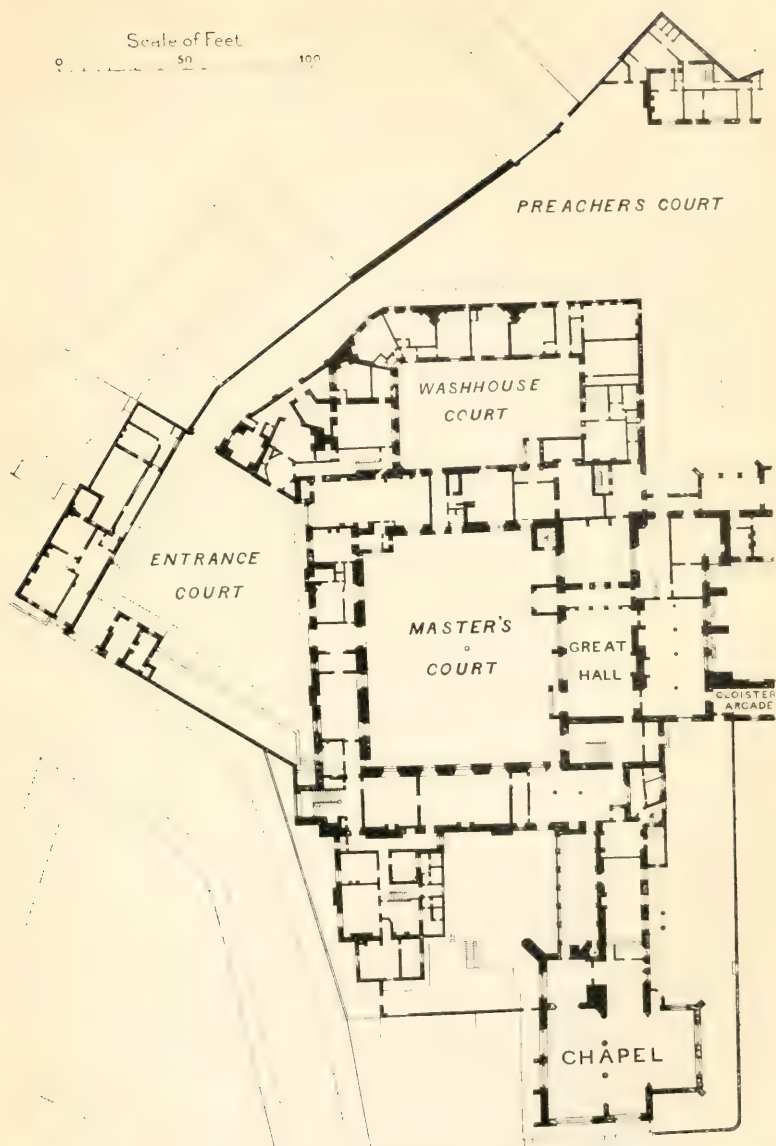 Scale of Feet
0 50 100
PREACHERS COURT
WASHHOUSE
COURT
ENTRANCE
COURT
MASTER'S
COURT
GREAT
HALL
CLOISTER
ARCADE
CHAPEL